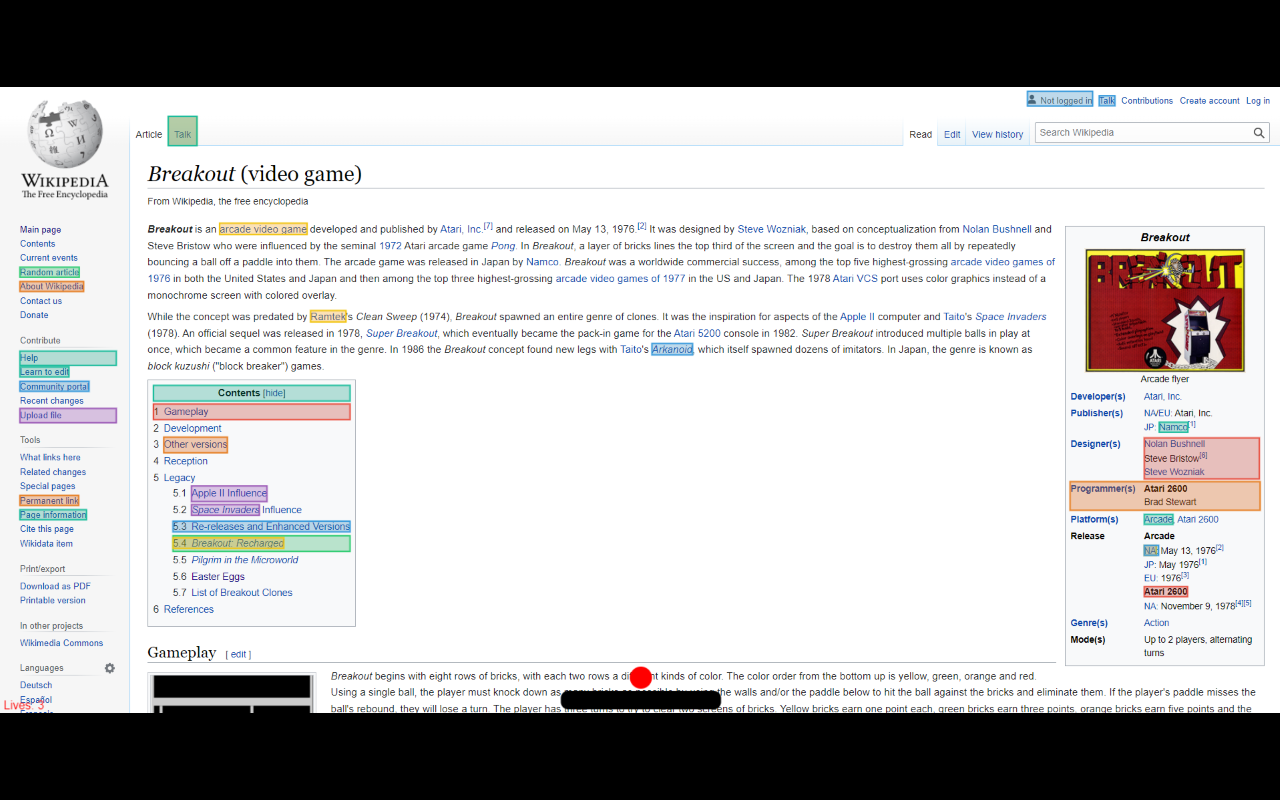 Not logged in Talk Contributions Create account Log in
Article Talk Read Edit View history Search Wikipedia
WIKIPEDIA
The Free Encyclopedia
Main page
Contents
Current events
Random article
About Wikipedia
Contact us
Donate
Contribute
Help
Learn to edit
Community portal
Recent changes
Upload file
Tools
What links here
Related changes
Special pages
Permanent link
Page information
Cite this page
Wikidata item
Print/export
Download as PDF
Printable version
In other projects
Wikimedia Commons
Languages
Deutsch
Español
Lives: 3
Breakout (video game)
From Wikipedia, the free encyclopedia
Breakout is an arcade video game developed and published by Atari, Inc.[7] and released on May 13, 1976.[2] It was designed by Steve Wozniak, based on conceptualization from Nolan Bushnell and
Steve Bristow who were influenced by the seminal 1972 Atari arcade game Pong. In Breakout, a layer of bricks lines the top third of the screen and the goal is to destroy them all by repeatedly
bouncing a ball off a paddle into them. The arcade game was released in Japan by Namco. Breakout was a worldwide commercial success, among the top five highest-grossing arcade video games of
1976 in both the United States and Japan and then among the top three highest-grossing arcade video games of 1977 in the US and Japan. The 1978 Atari VCS port uses color graphics instead of a
monochrome screen with colored overlay.
While the concept was predated by Ramtek's Clean Sweep (1974), Breakout spawned an entire genre of clones. It was the inspiration for aspects of the Apple II computer and Taito's Space Invaders
(1978). An official sequel was released in 1978, Super Breakout, which eventually became the pack-in game for the Atari 5200 console in 1982. Super Breakout introduced multiple balls in play at
once, which became a common feature in the genre. In 1986 the Breakout concept found new legs with Taito's Arkanoid, which itself spawned dozens of imitators. In Japan, the genre is known as
block kuzushi ("block breaker") games.
Contents [hide]
1 Gameplay
2 Development
3 Other versions
4 Reception
5 Legacy
5.1 Apple II Influence
5.2 Space Invaders Influence
5.3 Re-releases and Enhanced Versions
5.4 Breakout: Recharged
5.5 Pilgrim in the Microworld
5.6 Easter Eggs
5.7 List of Breakout Clones
6 References
Gameplay [ edit ]
Breakout begins with eight rows of bricks, with each two rows a kinds of color. The color order from the bottom up is yellow, green, orange and red.
Using a single ball, the player must knock down as many bricks as possible by using the walls and/or the paddle below to hit the ball against the bricks and eliminate them. If the player's paddle misses the
ball's rebound, they will lose a turn. The player has three turns to try to clear two screens of bricks. Yellow bricks earn one point each, green bricks earn three points, orange bricks earn five points and the
Breakout
BREAKOUT
ATARI
Arcade flyer
Developer(s) Atari, Inc.
Publisher(s) NA/EU: Atari, Inc.
JP: Namco[1]
Designer(s) Nolan Bushnell
Steve Bristow[6]
Steve Wozniak
Programmer(s) Atari 2600
Brad Stewart
Platform(s) Arcade, Atari 2600
Release Arcade
NA: May 13, 1976[2]
JP: May 1976[1]
EU: 1976[3]
Atari 2600
NA: November 9, 1978[4][5]
Genre(s) Action
Mode(s) Up to 2 players, alternating
turns